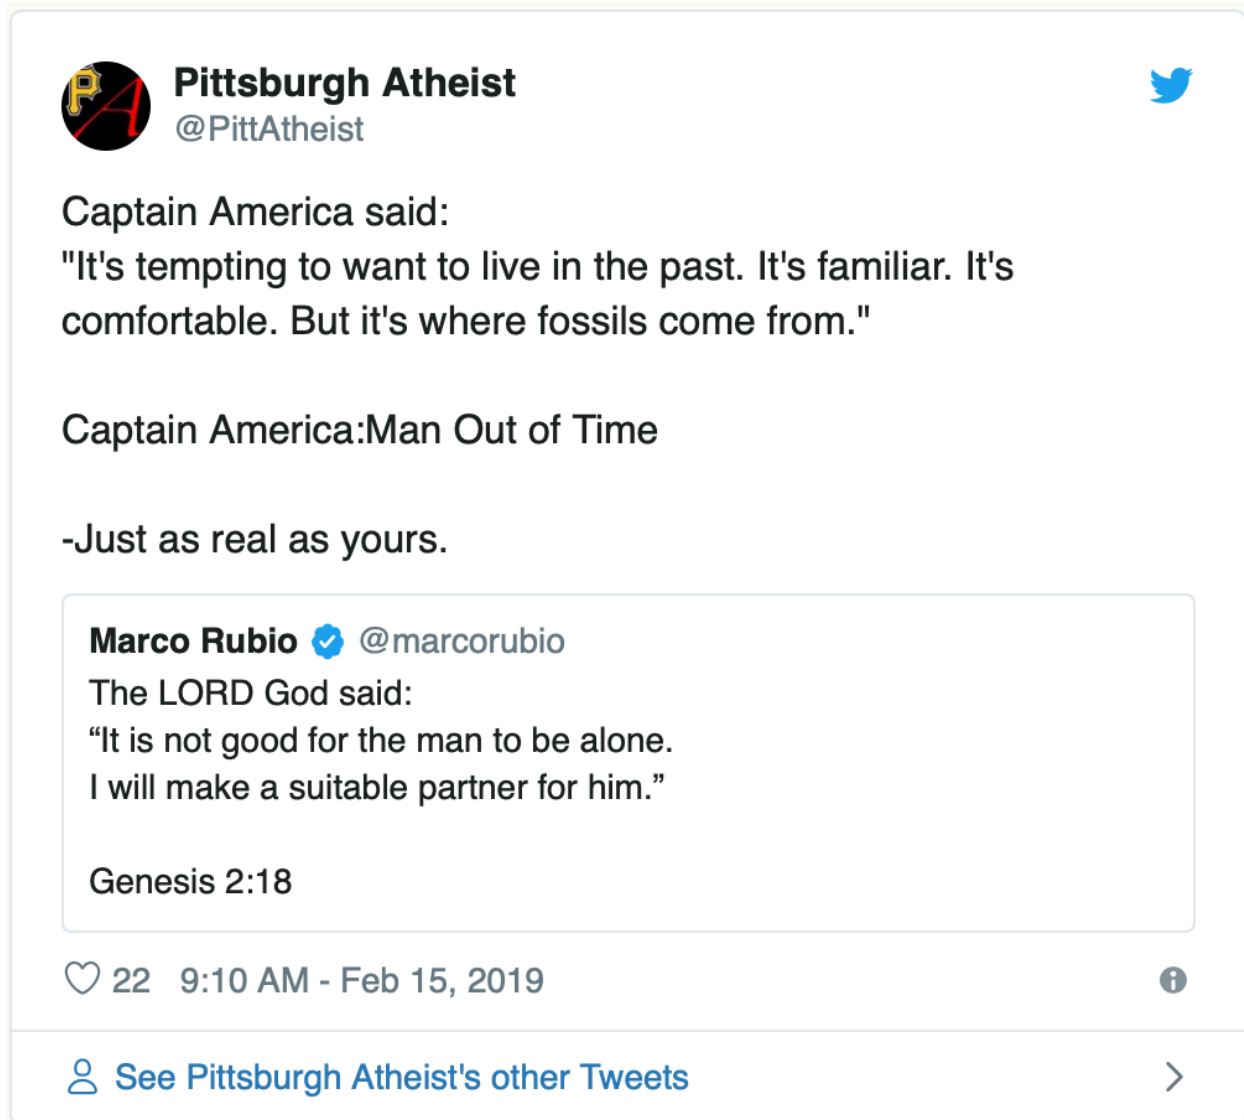 Pittsburgh Atheist
@PittAtheist
Captain America said:
"It's tempting to want to live in the past. It's familiar. It's
comfortable. But it's where fossils come from."
Captain America:Man Out of Time
-Just as real as yours.
Marco Rubio @marcorubio
The LORD God said:
“It is not good for the man to be alone.
I will make a suitable partner for him.”
Genesis 2:18
22 9:10 AM - Feb 15, 2019
See Pittsburgh Atheist's other Tweets